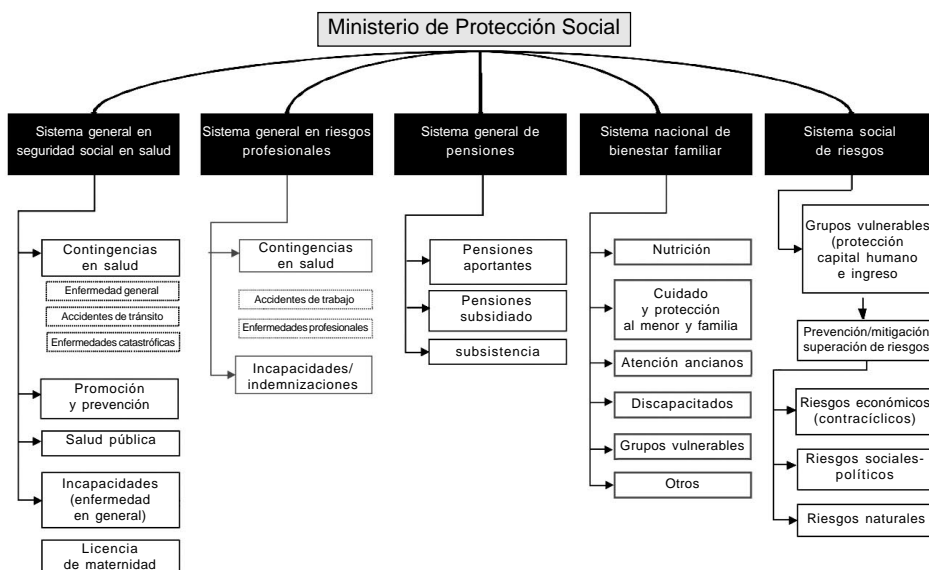 Ministerio de Protección Social
Sistema general en
seguridad social en salud
Contingencias
en salud
Enfermedad general
Accidentes de tránsito
Enfermedades catastróficas
Promoción
y prevención
Salud pública
Incapacidades
(enfermedad
en general)
Licencia
de maternidad
Sistema general en riesgos
profesionales
Contingencias
en salud
Accidentes de trabajo
Enfermedades profesionales
Incapacidades/
indemnizaciones
Sistema general de
pensiones
Pensiones
aportantes
Pensiones
subsidiado
subsistencia
Sistema nacional de
bienestar familiar
Nutrición
Cuidado
y protección
al menor y familia
Atención ancianos
Discapacitados
Grupos vulnerables
Otros
Sistema social
de riesgos
Grupos vulnerables
(protección
capital humano
e ingreso
Prevención/mitigación
superación de riesgos
Riesgos económicos
(contracíclicos)
Riesgos sociales-
políticos
Riesgos naturales